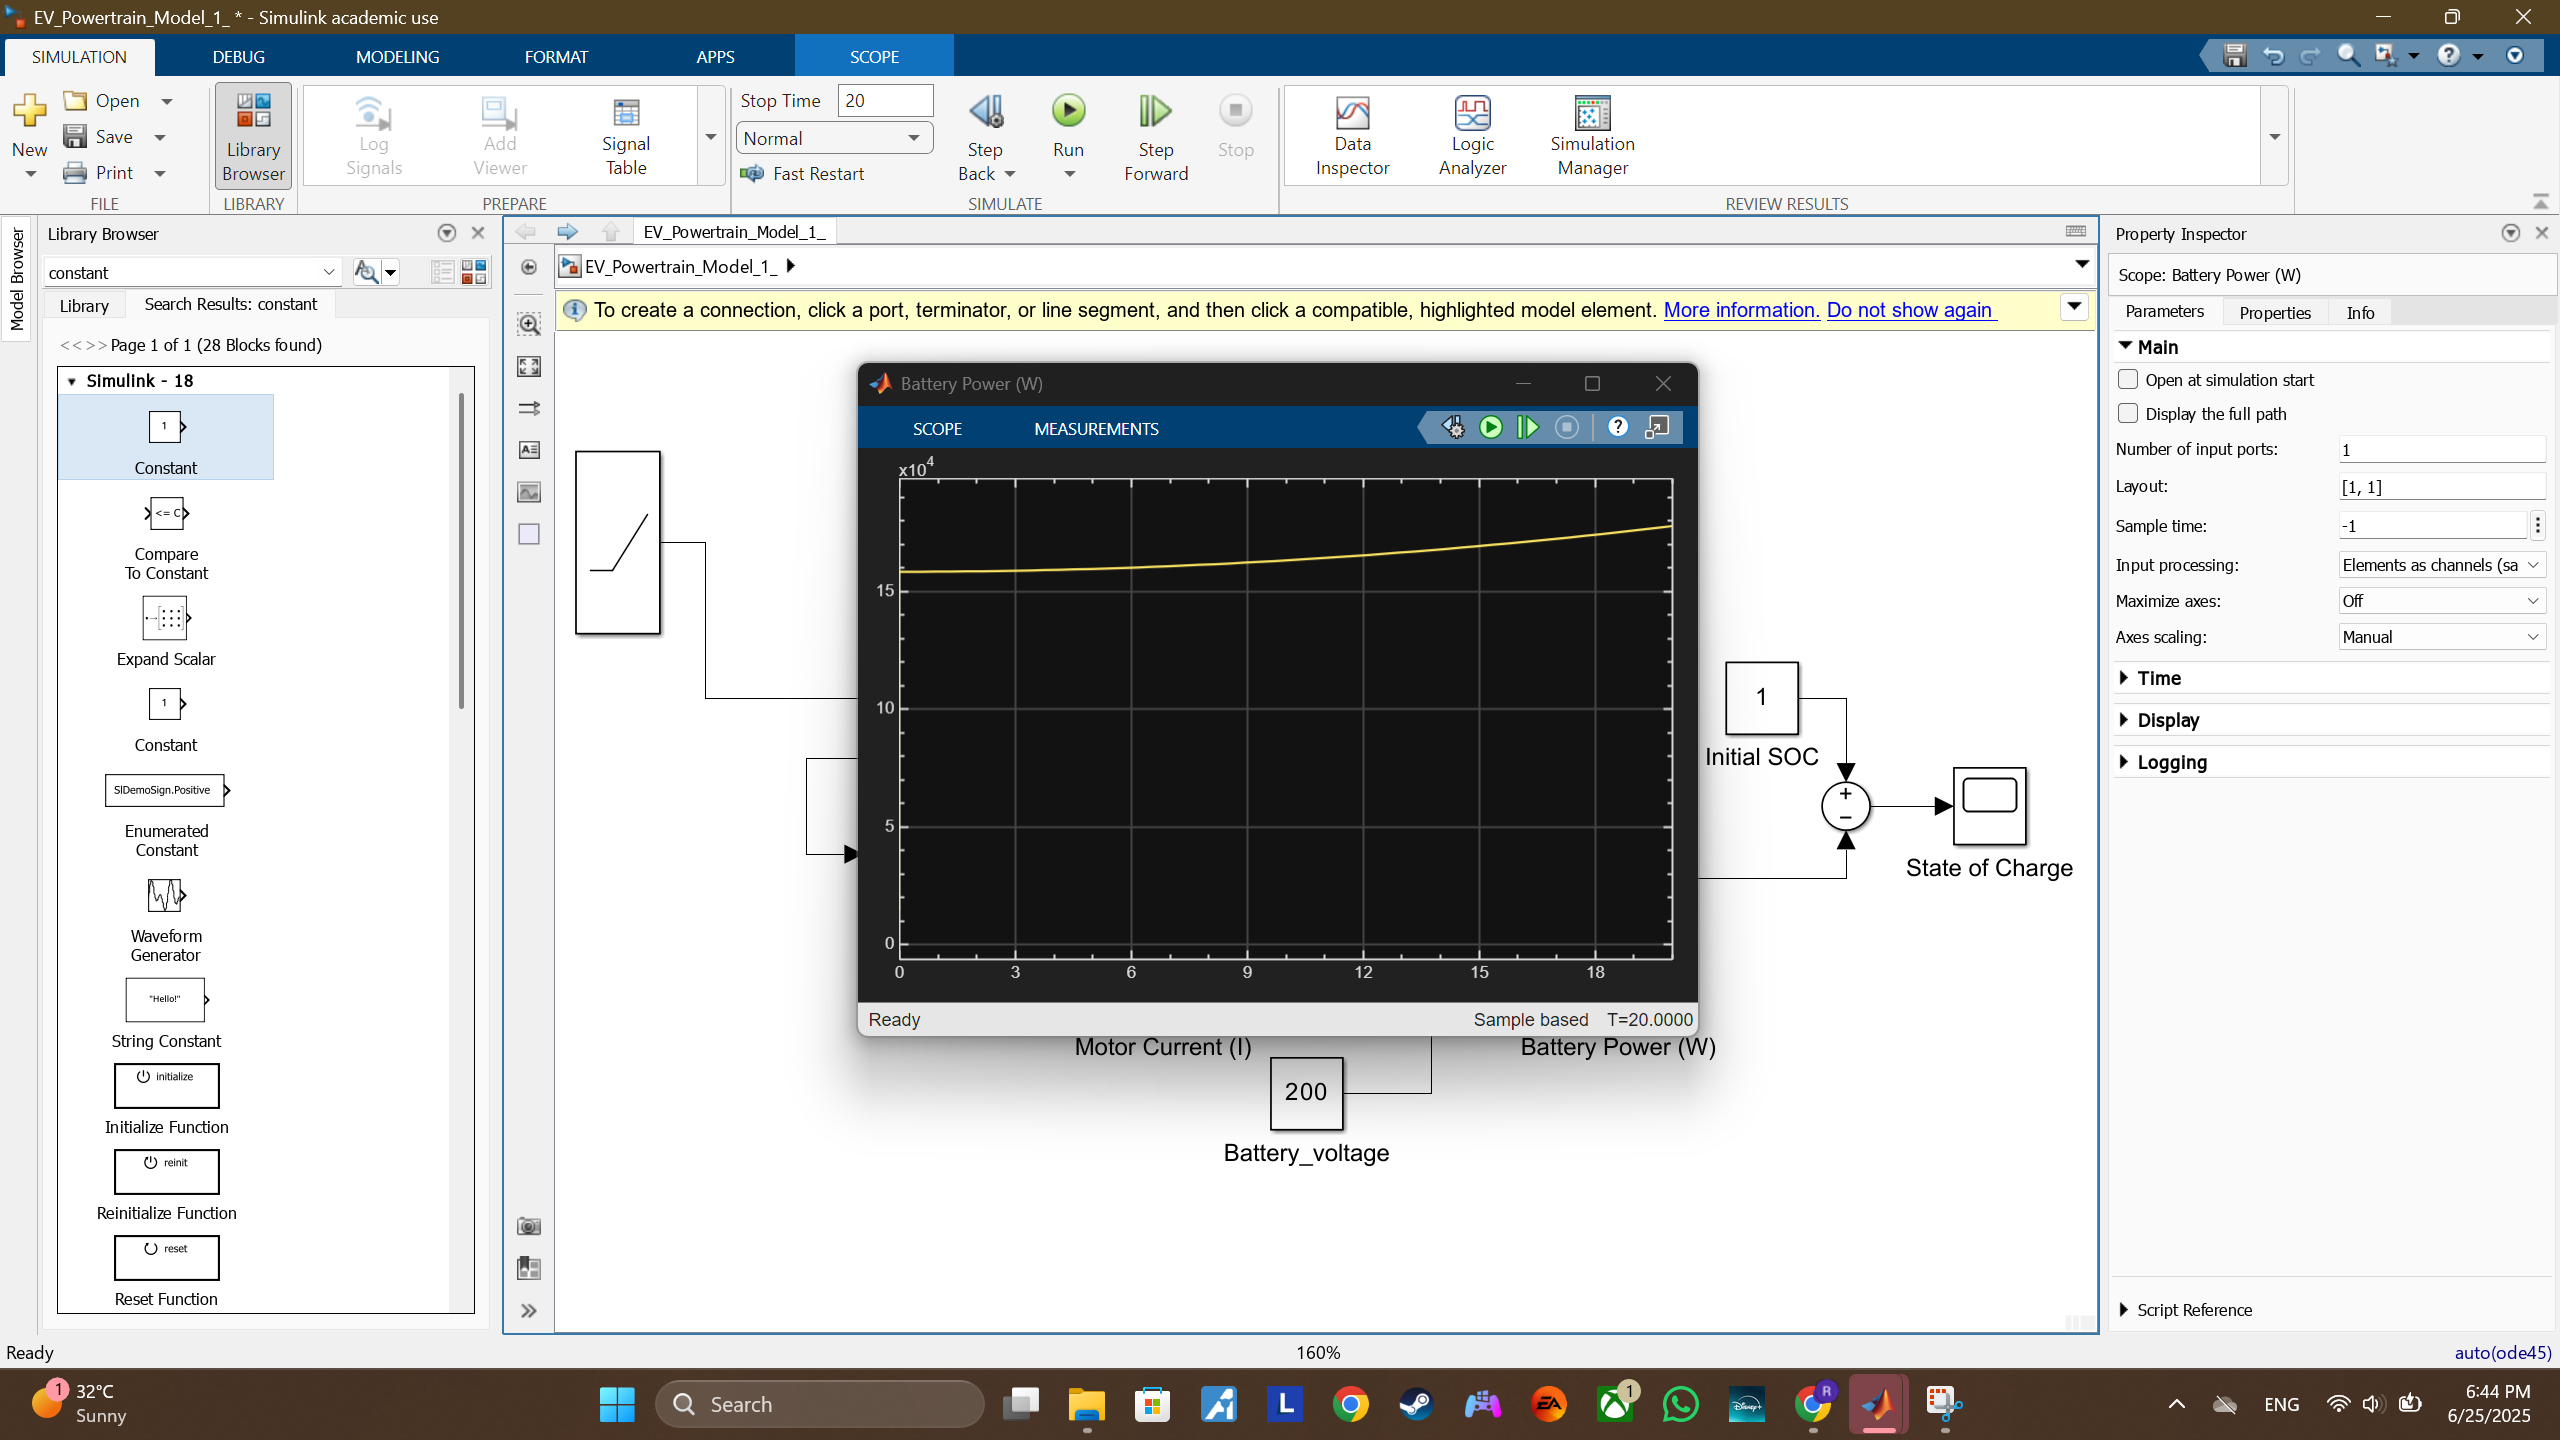 EV_Powertrain_Model_1_ * - Simulink academic use
SIMULATION
DEBUG
MODELING
FORMAT
APPS
SCOPE
New
Open
Save
Print
FILE
Library
Browser
LIBRARY
Log
Signals
Add
Viewer
Signal
Table
PREPARE
Stop Time 20
Normal
Fast Restart
Step
Back
Run
Step
Forward
Stop
SIMULATE
Data
Inspector
Logic
Analyzer
Simulation
Manager
REVIEW RESULTS
Model Browser
Library Browser
constant
Library
Search Results: constant
<< >> Page 1 of 1 (28 Blocks found)
Simulink - 18
1
Constant
<= C
Compare
To Constant
Expand Scalar
1
Constant
SlDemoSign.Positive
Enumerated
Constant
Waveform
Generator
"Hello!"
String Constant
initialize
Initialize Function
reinit
Reinitialize Function
reset
Reset Function
EV_Powertrain_Model_1_
EV_Powertrain_Model_1_
To create a connection, click a port, terminator, or line segment, and then click a compatible, highlighted model element. More information. Do not show again
Battery Power (W)
SCOPE
MEASUREMENTS
x10^4
15
10
5
0
0 3 6 9 12 15 18
Ready
Sample based T=20.0000
1
Initial SOC
+
−
State of Charge
Motor Current (I)
Battery Power (W)
200
Battery_voltage
Property Inspector
Scope: Battery Power (W)
Parameters
Properties
Info
Main
Open at simulation start
Display the full path
Number of input ports: 1
Layout: [1, 1]
Sample time: -1
Input processing: Elements as channels (sa
Maximize axes: Off
Axes scaling: Manual
Time
Display
Logging
Script Reference
Ready
160%
auto(ode45)
1
32°C
Sunny
Search
L
EA
1
Disney+
R
ENG
6:44 PM
6/25/2025